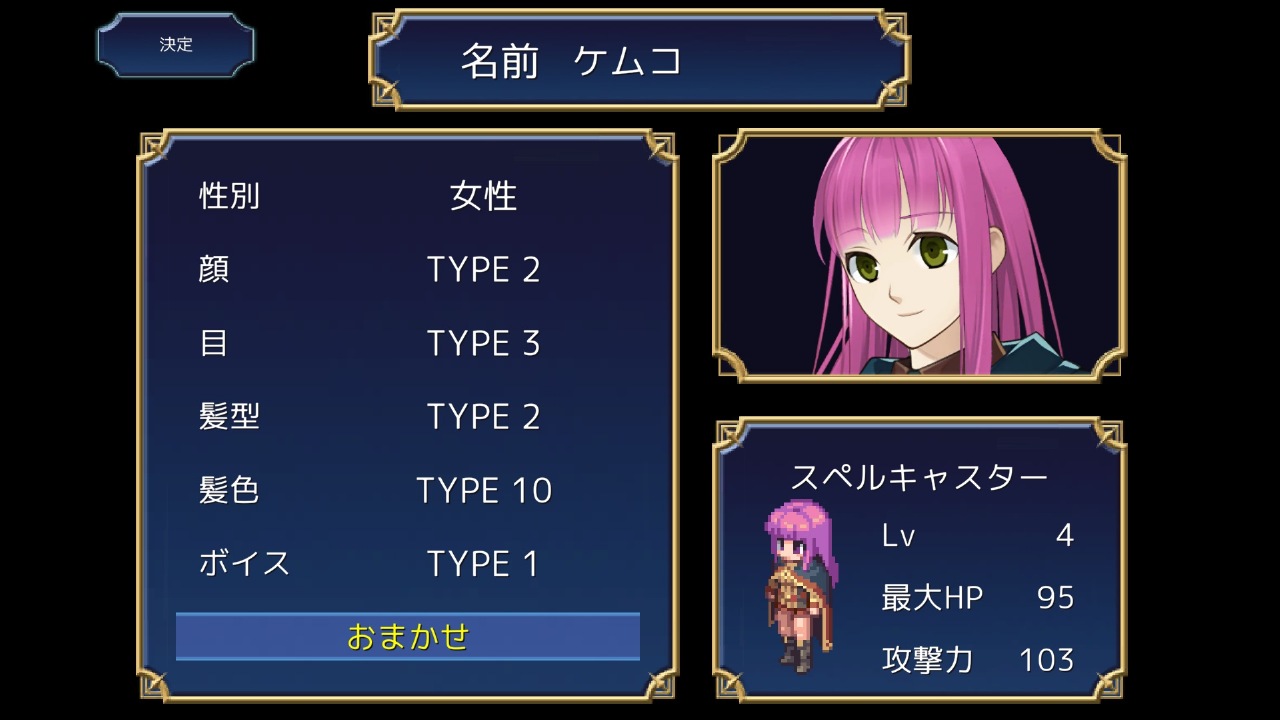 決定
名前 ケムコ
性別 女性
顔 TYPE 2
目 TYPE 3
髪型 TYPE 2
髪色 TYPE 10
ボイス TYPE 1
おまかせ
スペルキャスター
Lv 4
最大HP 95
攻撃力 103